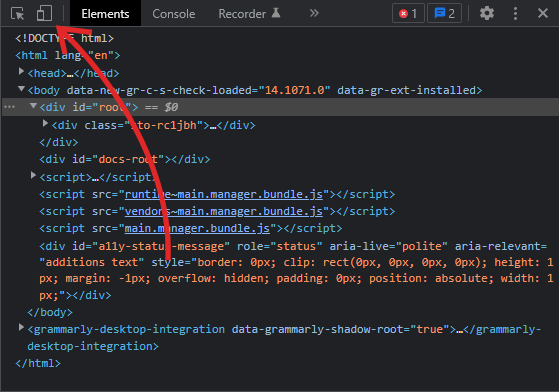 Elements Console Recorder » 1 2
<!DOCTYPE html>
<html lang="en">
<head>…</head>
<body data-new-gr-c-s-check-loaded="14.1071.0" data-gr-ext-installed>
… <div id="root"> == $0
<div class="sto-rc1jbh">…</div>
</div>
<div id="docs-root"></div>
<script>…</script>
<script src="runtime~main.manager.bundle.js"></script>
<script src="vendors~main.manager.bundle.js"></script>
<script src="main.manager.bundle.js"></script>
<div id="a11y-status-message" role="status" aria-live="polite" aria-relevant=
"additions text" style="border: 0px; clip: rect(0px, 0px, 0px, 0px); height: 1
px; margin: -1px; overflow: hidden; padding: 0px; position: absolute; width: 1
px;"></div>
</body>
<grammarly-desktop-integration data-grammarly-shadow-root="true">…</grammarly-
desktop-integration>
</html>